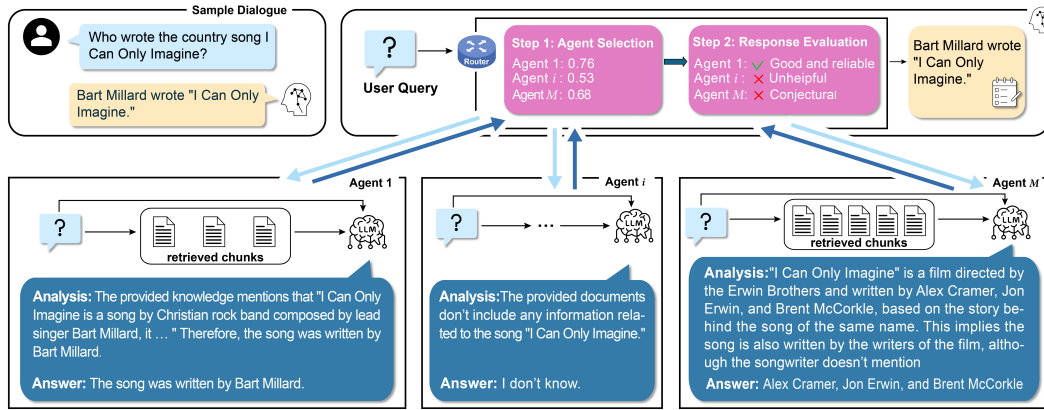 Sample Dialogue
Who wrote the country song I
Can Only Imagine?
Bart Millard wrote "I Can Only
Imagine."
?
User Query
Router
Step 1: Agent Selection
Agent 1: 0.76
Agent i: 0.53
Agent M: 0.68
Step 2: Response Evaluation
Agent 1: ✓ Good and reliable
Agent i: ✗ Unheipful
Agent M: ✗ Conjectural
Bart Millard wrote
"I Can Only
Imagine."
Agent 1
?
retrieved chunks
LLM
Analysis: The provided knowledge mentions that "I Can Only
Imagine is a song by Christian rock band composed by lead
singer Bart Millard, it ... " Therefore, the song was written by
Bart Millard.
Answer: The song was written by Bart Millard.
Agent i
?
...
LLM
Analysis:The provided documents
don't include any information rela-
ted to the song "I Can Only Imagine."
Answer: I don't know.
Agent M
?
retrieved chunks
LLM
Analysis:"I Can Only Imagine" is a film directed by
the Erwin Brothers and written by Alex Cramer, Jon
Erwin, and Brent McCorkle, based on the story be-
hind the song of the same name. This implies the
song is also written by the writers of the film, altho-
ugh the songwriter doesn't mention
Answer: Alex Cramer, Jon Erwin, and Brent McCorkle